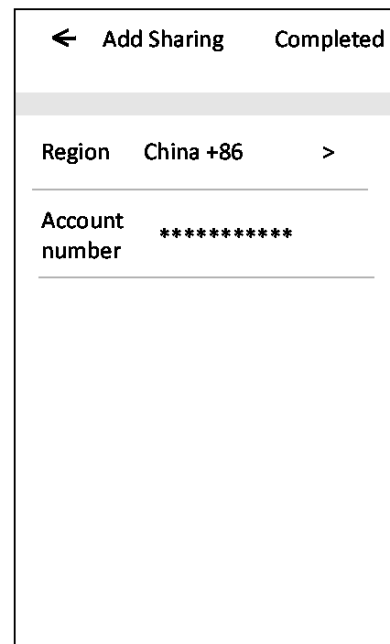 ← Add Sharing Completed
Region China +86 >
Account
number ***********